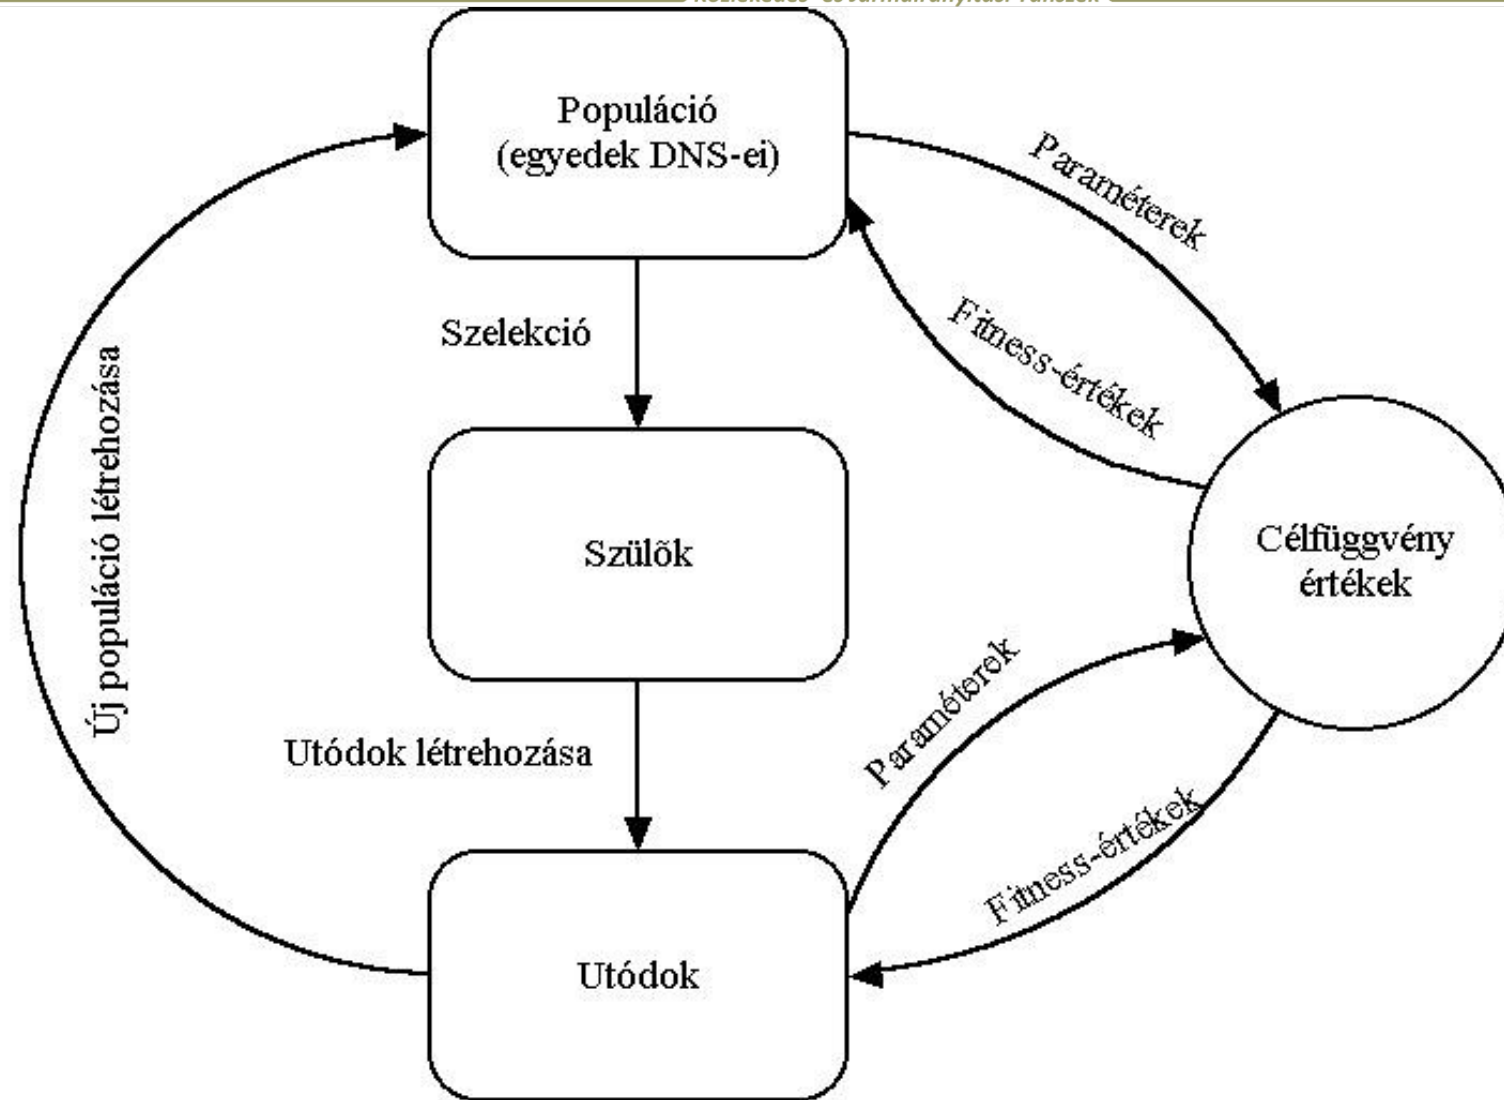 Populáció
(egyedek DNS-ei)
Paraméterek
Fitness-értékek
Szelekció
Új populáció létrehozása
Szülõk
Célfüggvény
értékek
Paraméterek
Utódok létrehozása
Fitness-értékek
Utódok